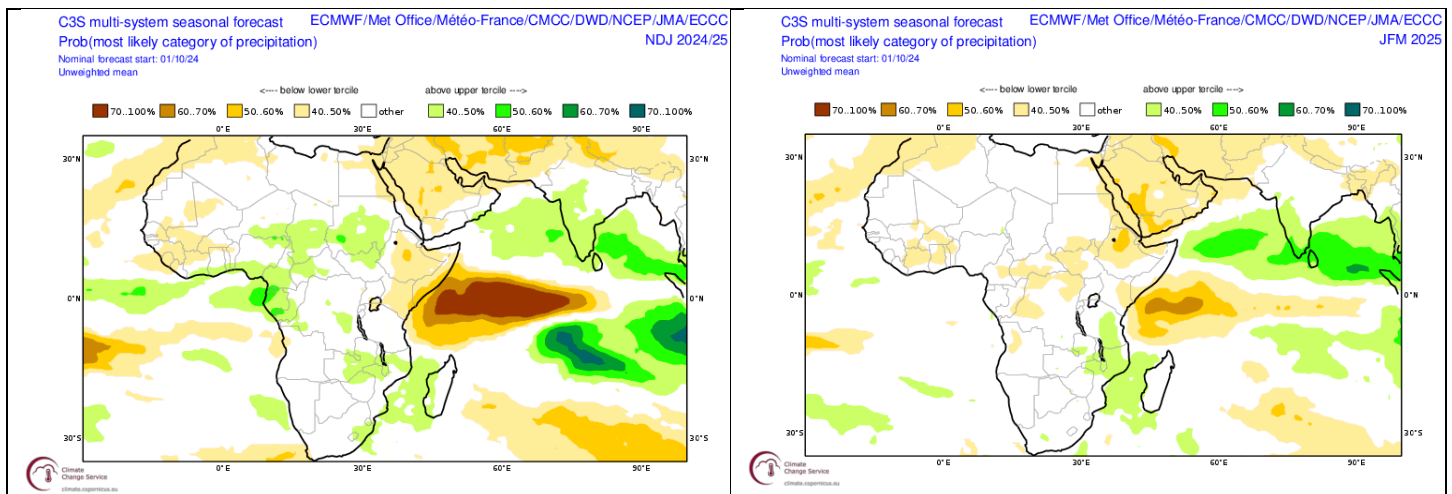 C3S multi-system seasonal forecast ECMWF/Met Office/Météo-France/CMCC/DWD/NCEP/JMA/ECCC
Prob(most likely category of precipitation) NDJ 2024/25
Nominal forecast start: 01/10/24
Unweighted mean
<---- below lower tercile above upper tercile ---->
70..100% 60..70% 50..60% 40..50% other 40..50% 50..60% 60..70% 70..100%
0°E 30°E 60°E 90°E
30°N 30°N
0°N 0°N
30°S 30°S
0°E 30°E 60°E 90°E
Climate
Change Service
climate.copernicus.eu
C3S multi-system seasonal forecast ECMWF/Met Office/Météo-France/CMCC/DWD/NCEP/JMA/ECCC
Prob(most likely category of precipitation) JFM 2025
Nominal forecast start: 01/10/24
Unweighted mean
<---- below lower tercile above upper tercile ---->
70..100% 60..70% 50..60% 40..50% other 40..50% 50..60% 60..70% 70..100%
0°E 30°E 60°E 90°E
30°N 30°N
0°N 0°N
30°S 30°S
0°E 30°E 60°E 90°E
Climate
Change Service
climate.copernicus.eu